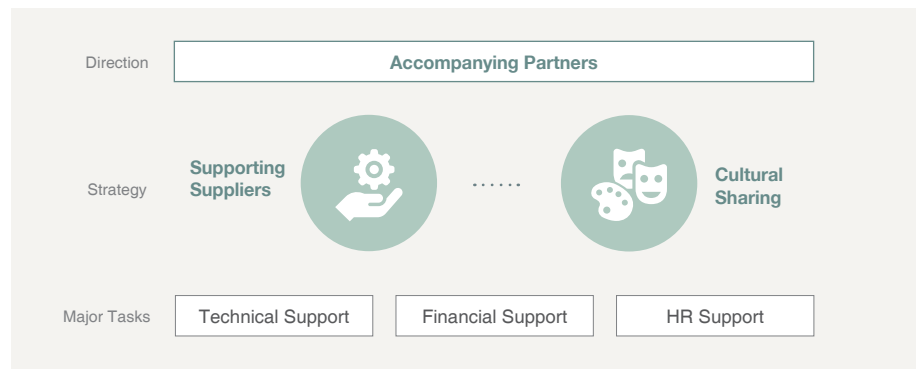 Direction
Accompanying Partners
Strategy
Supporting
Suppliers
......
Cultural
Sharing
Major Tasks
Technical Support
Financial Support
HR Support